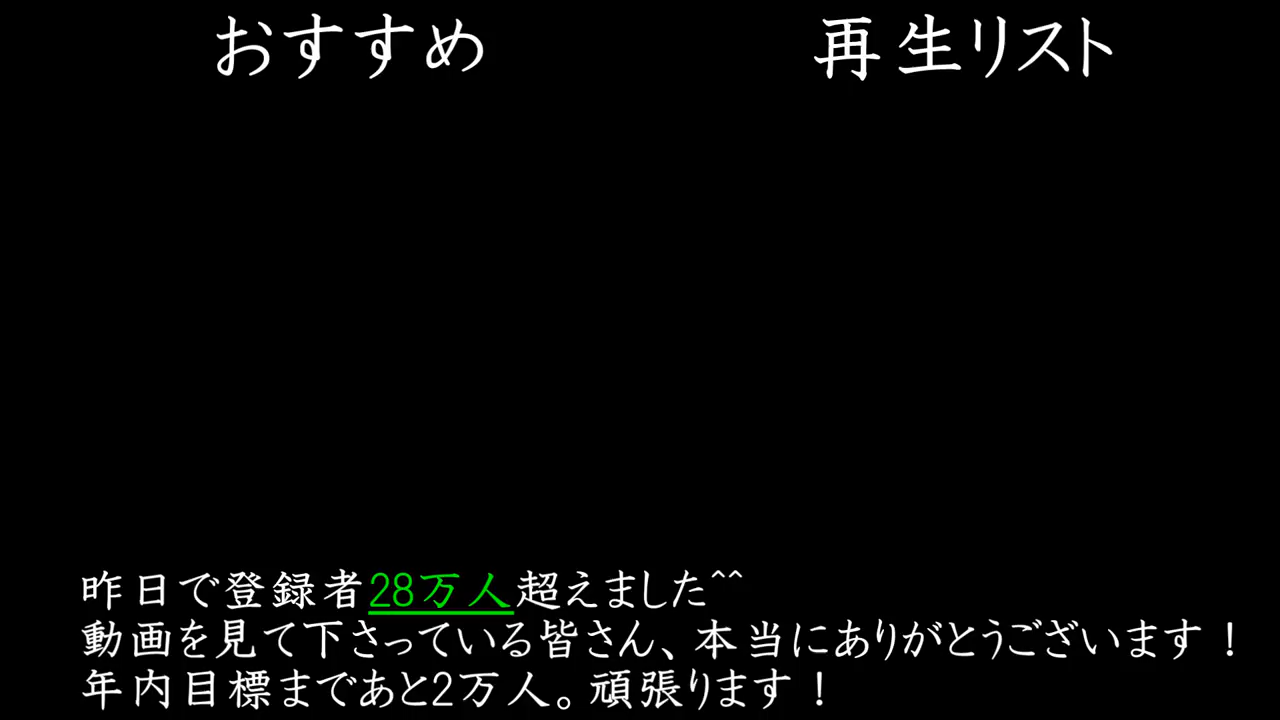 おすすめ
再生リスト
昨日で登録者28万人超えました^^
動画を見て下さっている皆さん、本当にありがとうございます！
年内目標まであと2万人。頑張ります！